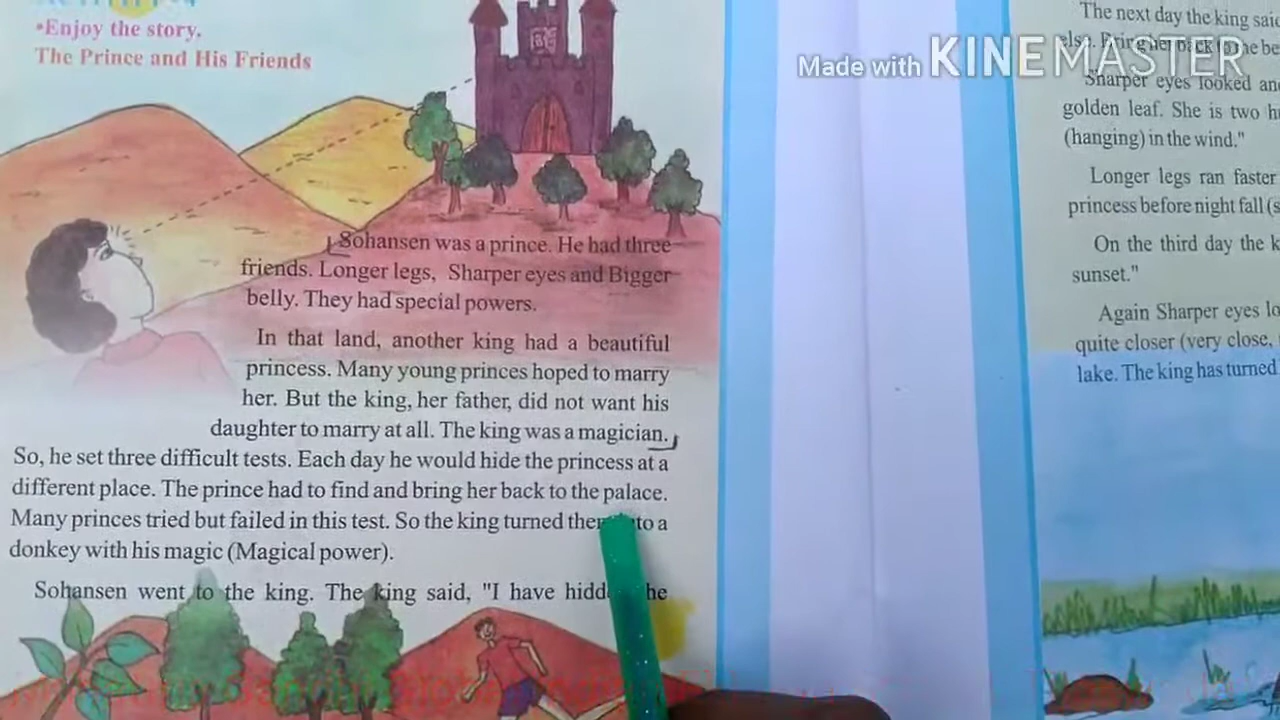 •Enjoy the story.
The Prince and His Friends
Sohansen was a prince. He had three
friends. Longer legs, Sharper eyes and Bigger
belly. They had special powers.
In that land, another king had a beautiful
princess. Many young princes hoped to marry
her. But the king, her father, did not want his
daughter to marry at all. The king was a magician.
So, he set three difficult tests. Each day he would hide the princess at a
different place. The prince had to find and bring her back to the palace.
Many princes tried but failed in this test. So the king turned to a
donkey with his magic (Magical power).
Sohansen went to the king. The king said, "I have
The next day the king said
Made with KINEMASTER
Sharper eyes looked
golden leaf. She is two
(hanging) in the wind."
Longer legs ran faster
princess before night fall
On the third day the
sunset."
Again Sharper eyes
quite closer (very close,
lake. The king has turned